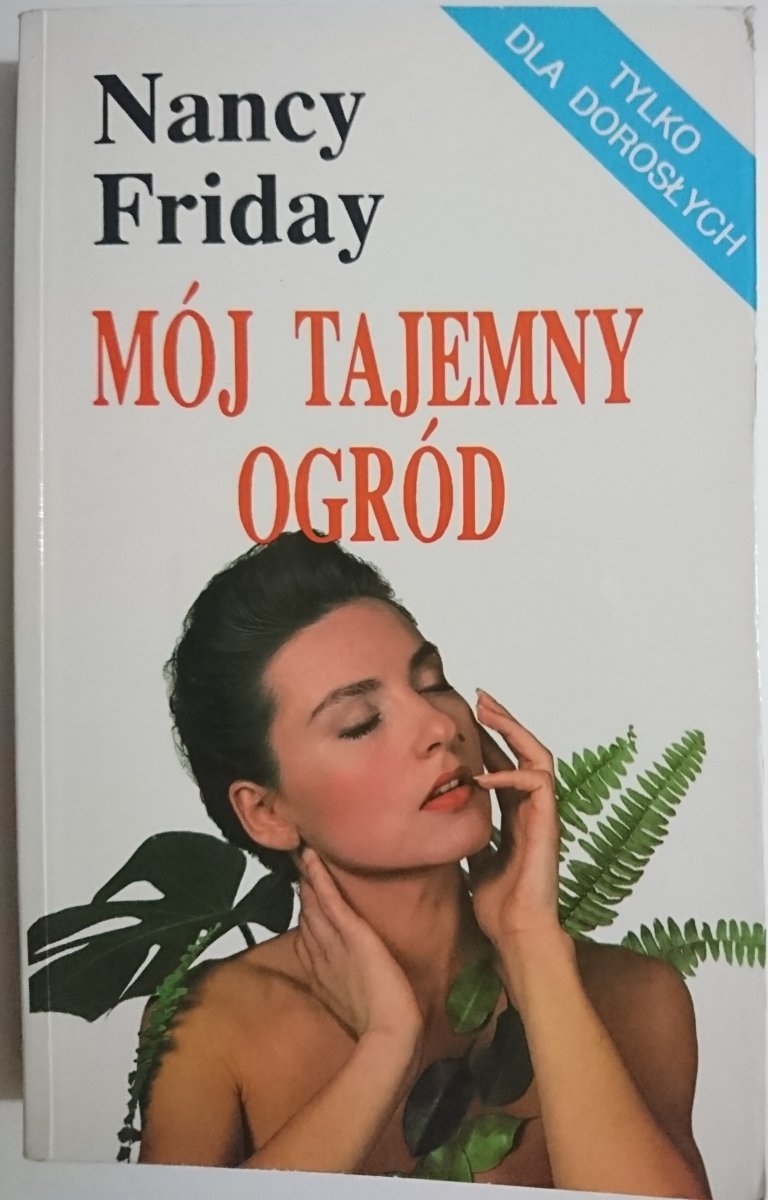 Nancy
Friday
TYLKO
DLA DOROSŁYCH
MÓJ TAJEMNY
OGRÓD